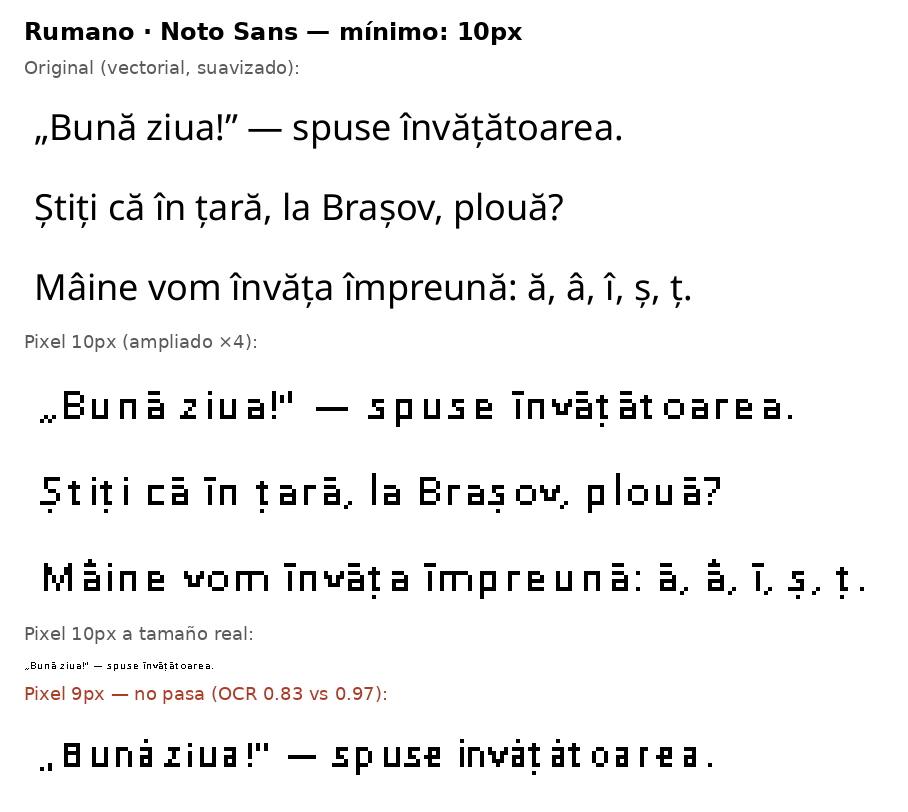 Rumano · Noto Sans — mínimo: 10px
Original (vectorial, suavizado):
„Bună ziua!” — spuse învățătoarea.
Știți că în țară, la Brașov, plouă?
Mâine vom învăța împreună: ă, â, î, ș, ț.
Pixel 10px (ampliado ×4):
„Bună ziua!” — spuse învățătoarea.
Știți că în țară, la Brașov, plouă?
Mâine vom învăța împreună: ă, â, î, ș, ț.
Pixel 10px a tamaño real:
„Bună ziua!” — spuse învățătoarea.
Pixel 9px — no pasa (OCR 0.83 vs 0.97):
„Bună ziua!” — spuse învățătoarea.